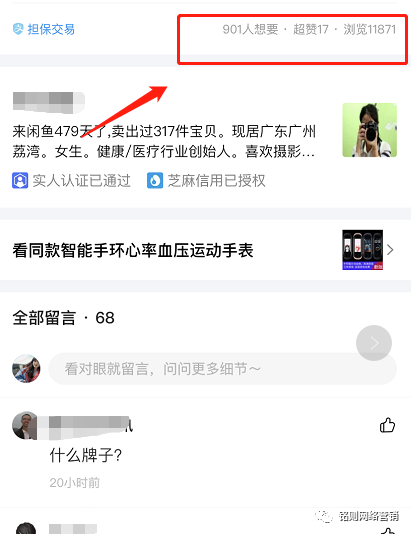 担保交易
901人想要 · 超赞17 · 浏览11871
来闲鱼479天了,卖出过317件宝贝。现居广东广州
荔湾。女生。健康/医疗行业创始人。喜欢摄影...
实人认证已通过 芝麻信用已授权
看同款智能手环心率血压运动手表
全部留言 · 68
看对眼就留言，问问更多细节～
什么牌子?
20小时前
铭则网络营销